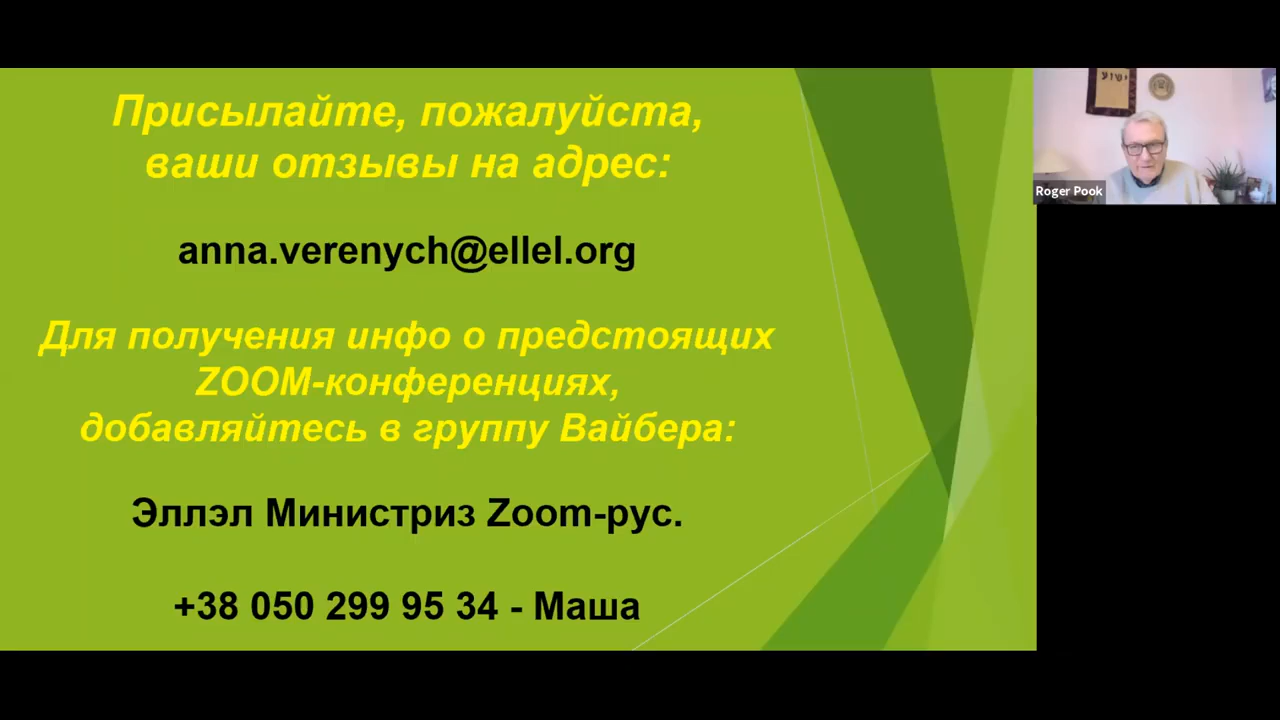 Присылайте, пожалуйста,
ваши отзывы на адрес:
anna.verenych@ellel.org
Для получения инфо о предстоящих
ZOOM-конференциях,
добавляйтесь в группу Вайбера:
Эллэл Министриз Zoom-рус.
+38 050 299 95 34 - Маша
ישוע
Roger Pook